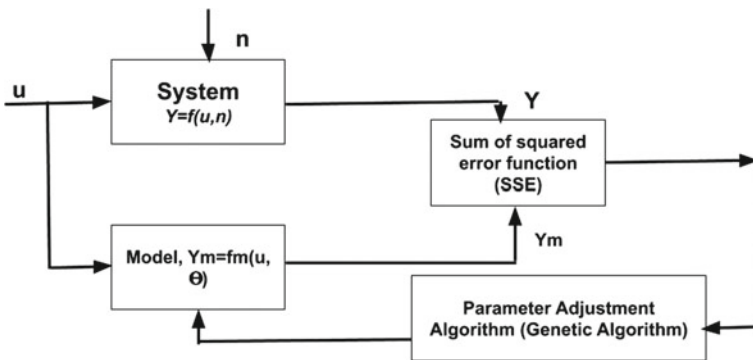 n
u
System
Y=f(u,n)
Y
Sum of squared
error function
(SSE)
Model, Ym=fm(u,
Θ)
Ym
Parameter Adjustment
Algorithm (Genetic Algorithm)